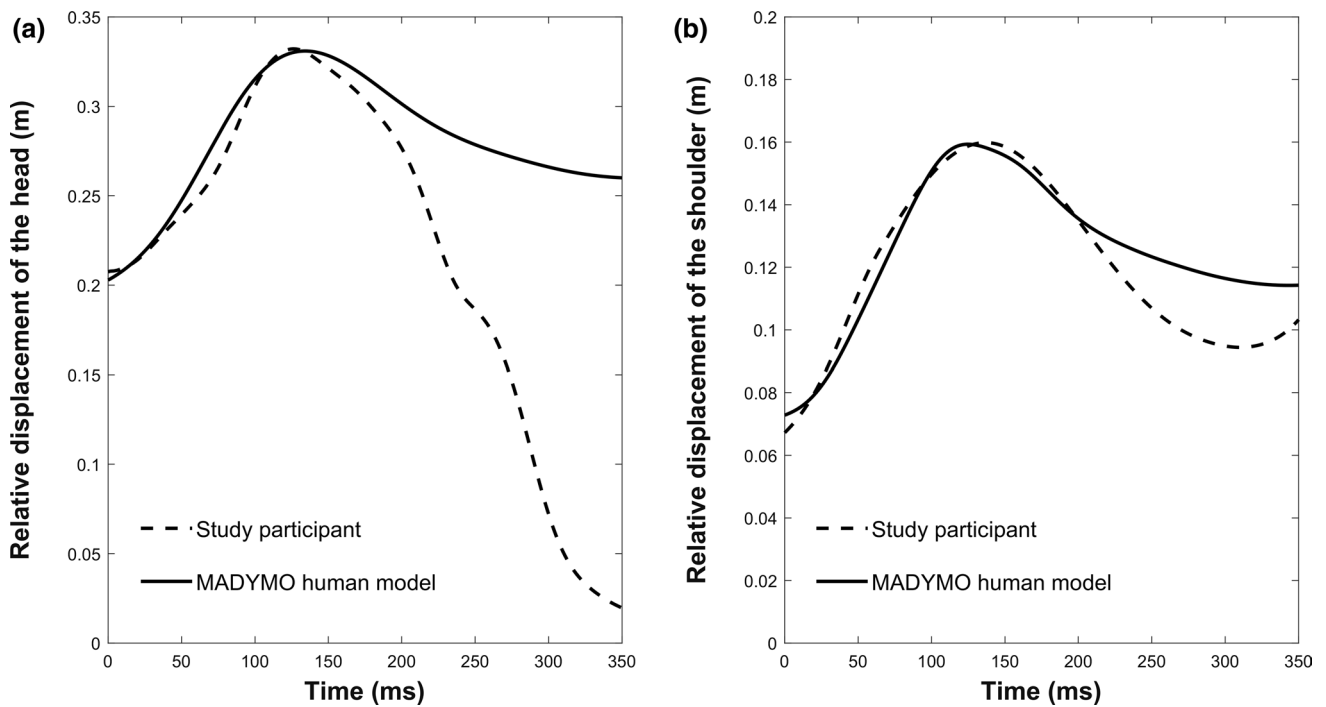 (a)
Relative displacement of the head (m)
0.35
0.3
0.25
0.2
0.15
0.1
0.05
0
Study participant
MADYMO human model
0 50 100 150 200 250 300 350
Time (ms)
(b)
Relative displacement of the shoulder (m)
0.2
0.18
0.16
0.14
0.12
0.1
0.08
0.06
0.04
0.02
0
Study participant
MADYMO human model
0 50 100 150 200 250 300 350
Time (ms)